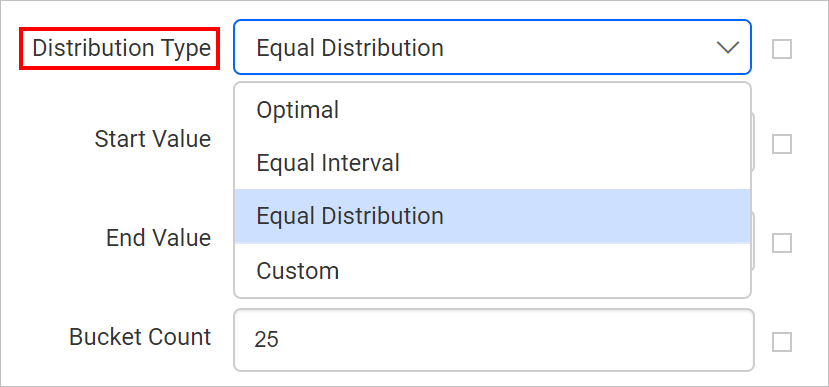 Distribution Type Equal Distribution
Optimal
Start Value
Equal Interval
Equal Distribution
End Value
Custom
Bucket Count 25